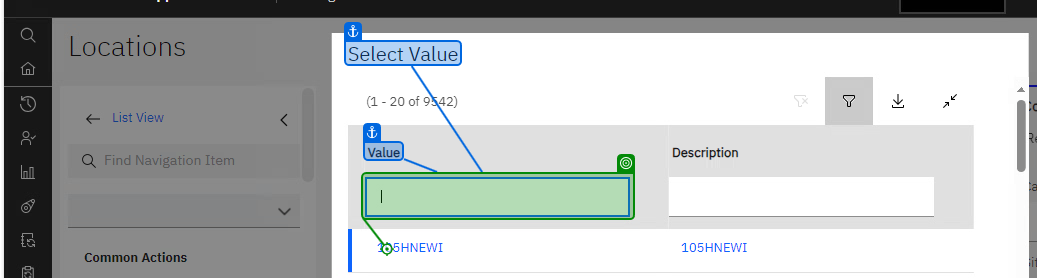 Locations
Select Value
(1 - 20 of 9542)
List View
Find Navigation Item
Value
Description
105HNEWI
105HNEWI
Common Actions